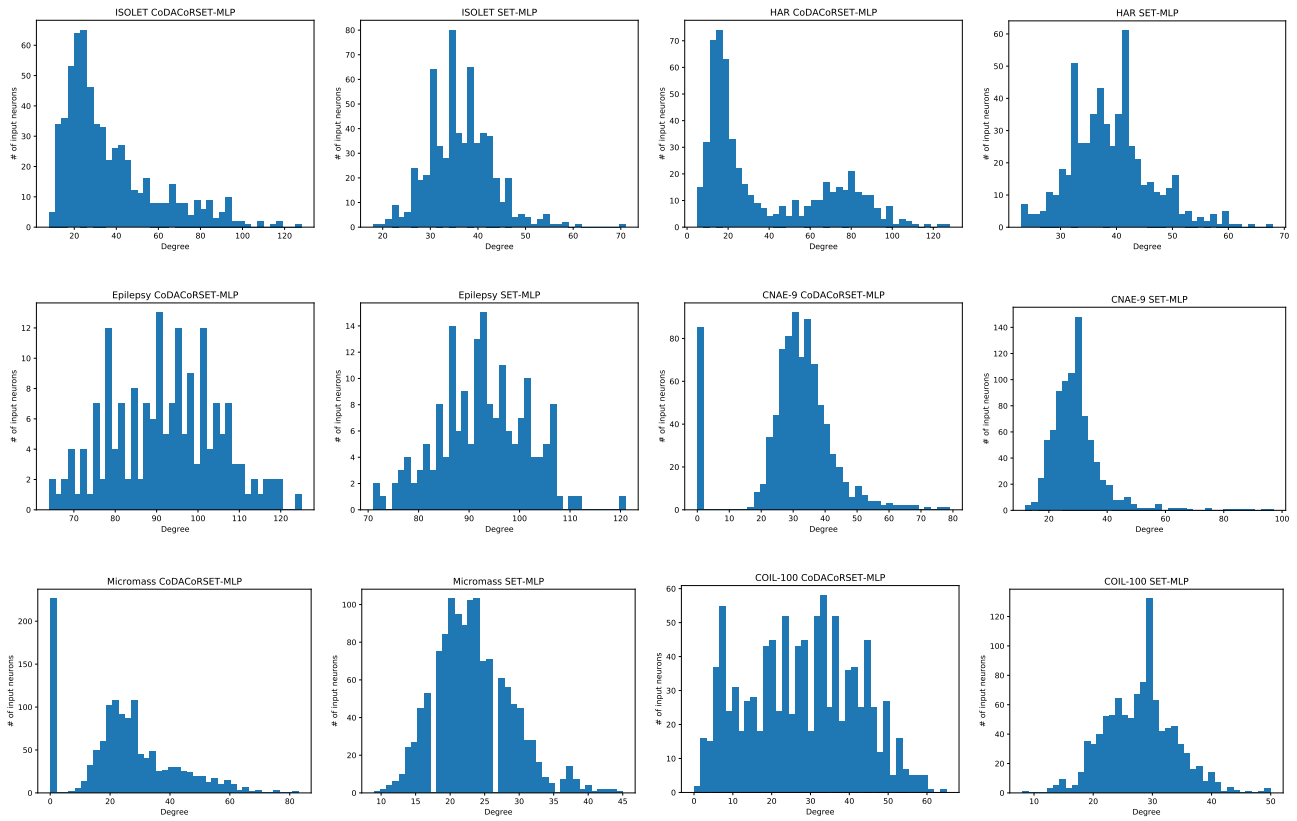 ISOLET CoDACoRSET-MLP
# of input neurons
60
50
40
30
20
10
0
20 40 60 80 100 120
Degree
ISOLET SET-MLP
# of input neurons
80
70
60
50
40
30
20
10
0
20 30 40 50 60 70
Degree
HAR CoDACoRSET-MLP
# of input neurons
70
60
50
40
30
20
10
0
0 20 40 60 80 100 120
Degree
HAR SET-MLP
# of input neurons
60
50
40
30
20
10
0
30 40 50 60 70
Degree
Epilepsy CoDACoRSET-MLP
# of input neurons
12
10
8
6
4
2
0
70 80 90 100 110 120
Degree
Epilepsy SET-MLP
# of input neurons
14
12
10
8
6
4
2
0
70 80 90 100 110 120
Degree
CNAE-9 CoDACoRSET-MLP
# of input neurons
80
60
40
20
0
0 10 20 30 40 50 60 70 80
Degree
CNAE-9 SET-MLP
# of input neurons
140
120
100
80
60
40
20
0
20 40 60 80 100
Degree
Micromass CoDACoRSET-MLP
# of input neurons
200
150
100
50
0
0 20 40 60 80
Degree
Micromass SET-MLP
# of input neurons
100
80
60
40
20
0
10 15 20 25 30 35 40 45
Degree
COIL-100 CoDACoRSET-MLP
# of input neurons
60
50
40
30
20
10
0
0 10 20 30 40 50 60
Degree
COIL-100 SET-MLP
# of input neurons
120
100
80
60
40
20
0
10 20 30 40 50
Degree